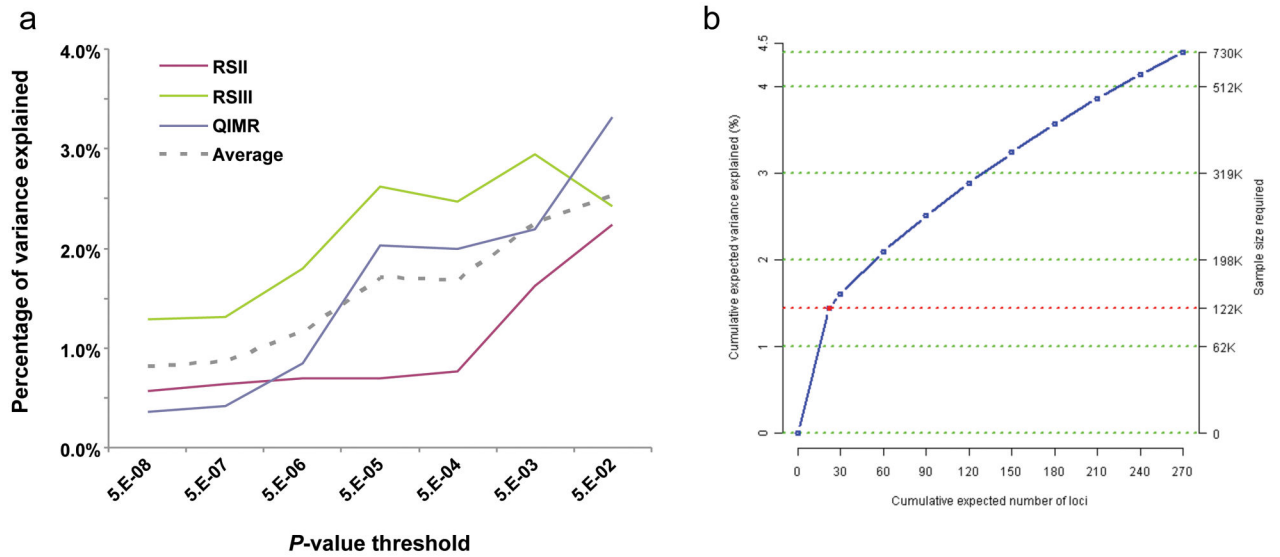 a
Percentage of variance explained
4.0%
3.0%
2.0%
1.0%
0.0%
RSII
RSIII
QIMR
Average
5.E-08
5.E-07
5.E-06
5.E-05
5.E-04
5.E-03
5.E-02
P-value threshold
b
Cumulative expected variance explained (%)
4.5
4
3
2
1
0
730K
512K
319K
198K
122K
62K
0
Sample size required
0 30 60 90 120 150 180 210 240 270
Cumulative expected number of loci